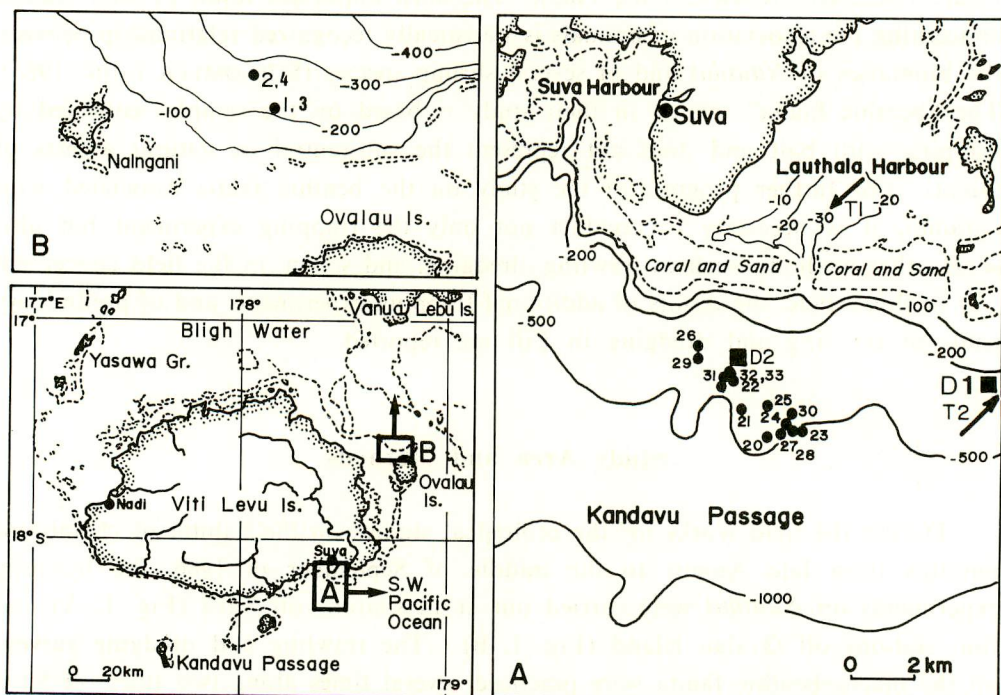 -400
-300
2,4
1,3
-100
-200
Nalngani
Ovalau Is.
B
177°E
178°
17°
Vanua Lebu Is.
Bligh Water
Yasawa Gr.
B
Ovalau
Is.
Nadi
Viti Levu Is.
18°S
Suva
A
S.W.
Pacific
Ocean
Kandavu Passage
0 20km
179°
Suva Harbour
Suva
Lauthala Harbour
T1
-10
-20
-20
-30
-200
Coral and Sand
Coral and Sand
-100
-500
-200
26
D2
29
31
32,33
22
D1
T2
25
21
24
30
20
27
23
28
-500
Kandavu Passage
-1000
A
0 2 km